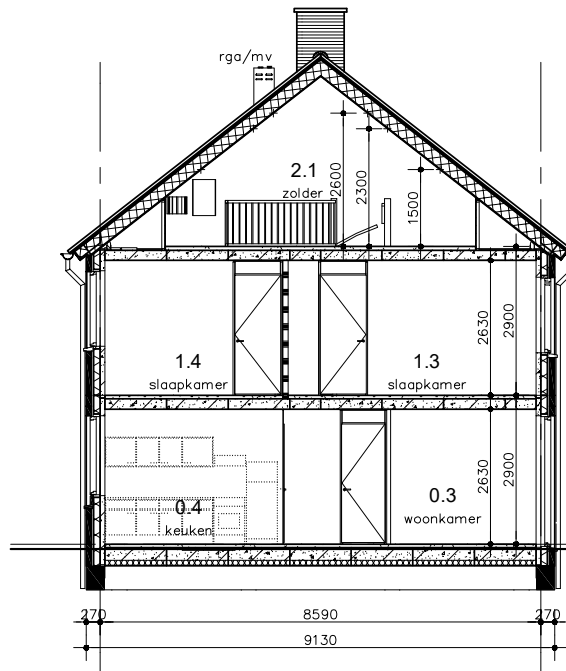 rga/mv
2.1
zolder
2600
2300
1500
1.4
slaapkamer
1.3
slaapkamer
2630
2900
0.4
keuken
0.3
woonkamer
2630
2900
270
8590
270
9130